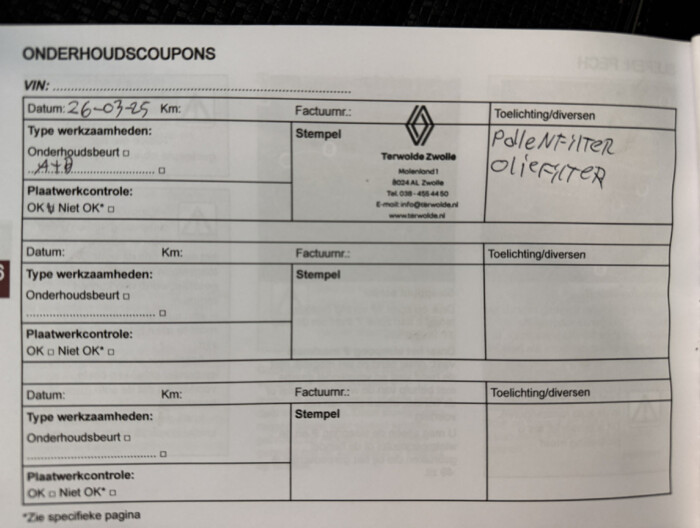 ONDERHOUDSCOUPONS
VIN:
Datum: 26-03-25 Km: Factuurnr.: Toelichting/diversen
Type werkzaamheden: Stempel
Onderhoudsbeurt
A+B
Plaatwerkcontrole:
OK Niet OK*
Terwolde Zwolle
Molenland 1
8024 AL Zwolle
Tel. 038 - 455 44 50
E-mail: info@terwolde.nl
www.terwolde.nl
PolleNFilTER
OlieFilTER
Datum: Km: Factuurnr.: Toelichting/diversen
Type werkzaamheden: Stempel
Onderhoudsbeurt
Plaatwerkcontrole:
OK Niet OK*
Datum: Km: Factuurnr.: Toelichting/diversen
Type werkzaamheden: Stempel
Onderhoudsbeurt
Plaatwerkcontrole:
OK Niet OK*
*Zie specifieke pagina